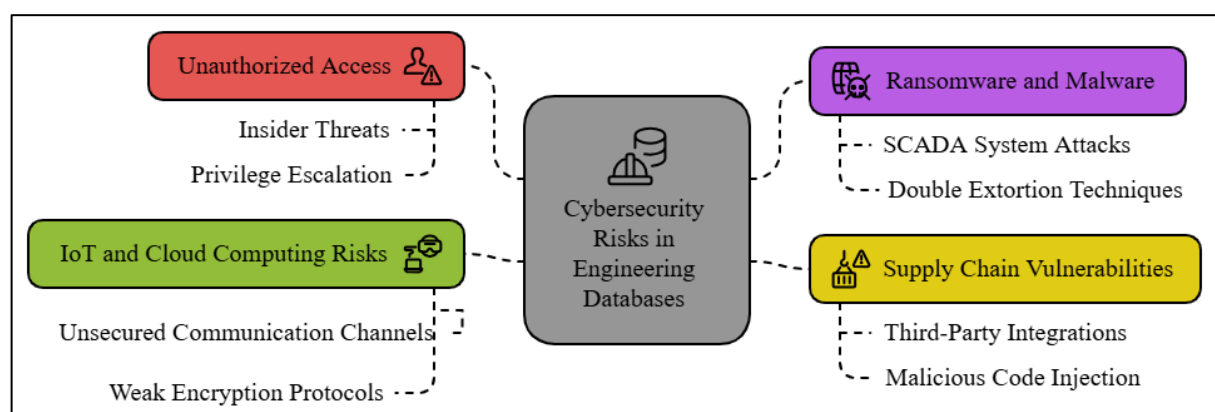 Unauthorized Access
Insider Threats
Privilege Escalation
IoT and Cloud Computing Risks
Unsecured Communication Channels
Weak Encryption Protocols
Cybersecurity
Risks in
Engineering
Databases
Ransomware and Malware
SCADA System Attacks
Double Extortion Techniques
Supply Chain Vulnerabilities
Third-Party Integrations
Malicious Code Injection